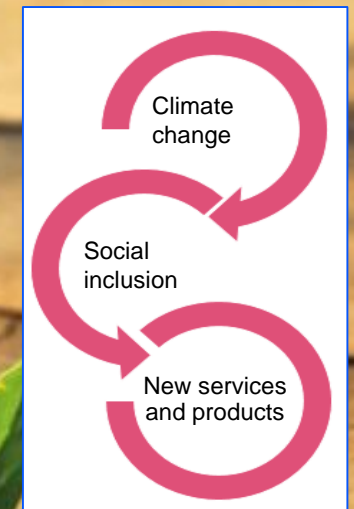 Climate
change
Social
inclusion
New services
and products